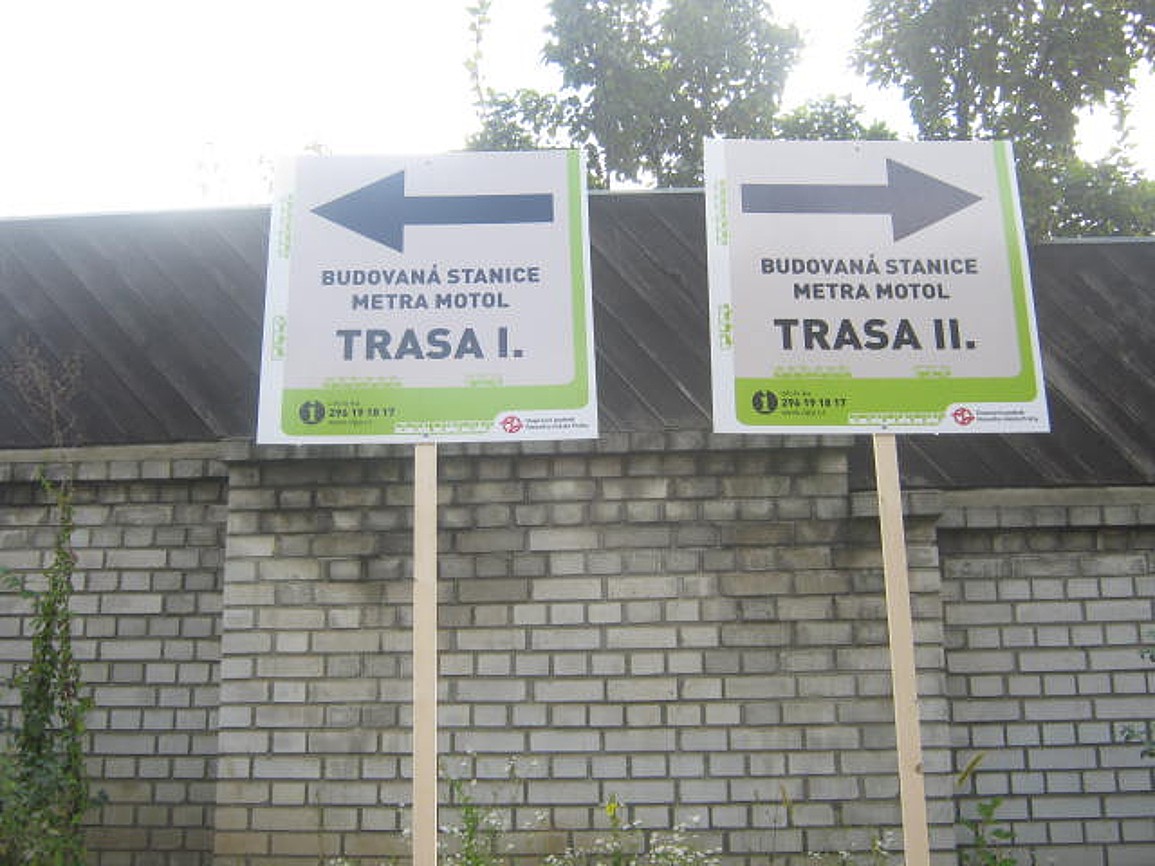 BUDOVANÁ STANICE
METRA MOTOL
TRASA I.
296 19 18 17
BUDOVANÁ STANICE
METRA MOTOL
TRASA II.
296 19 18 17